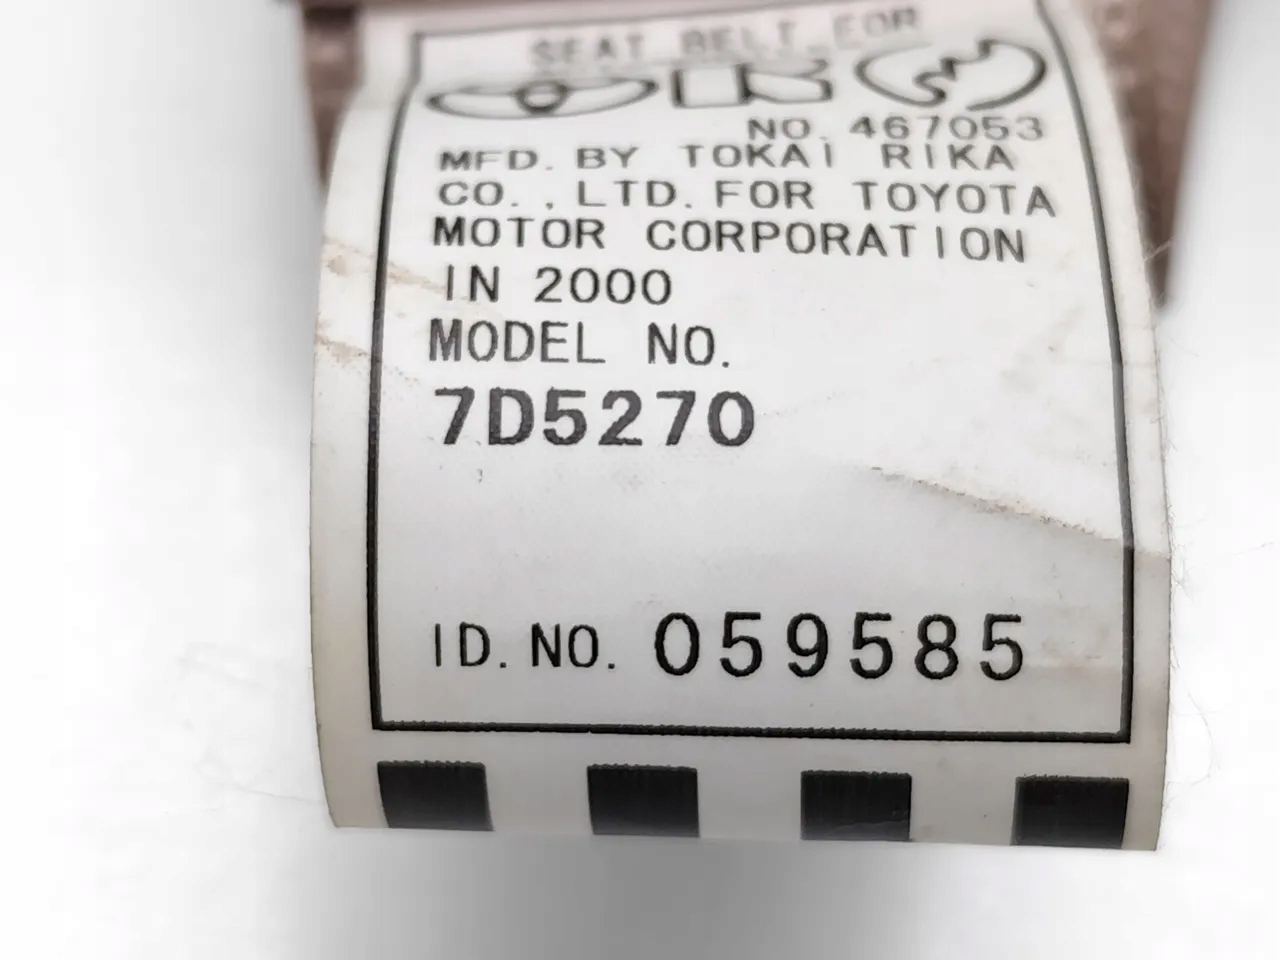 SEAT BELT FOR
NO. 467053
MFD. BY TOKAI RIKA
CO., LTD. FOR TOYOTA
MOTOR CORPORATION
IN 2000
MODEL NO.
7D5270
ID. NO. 059585